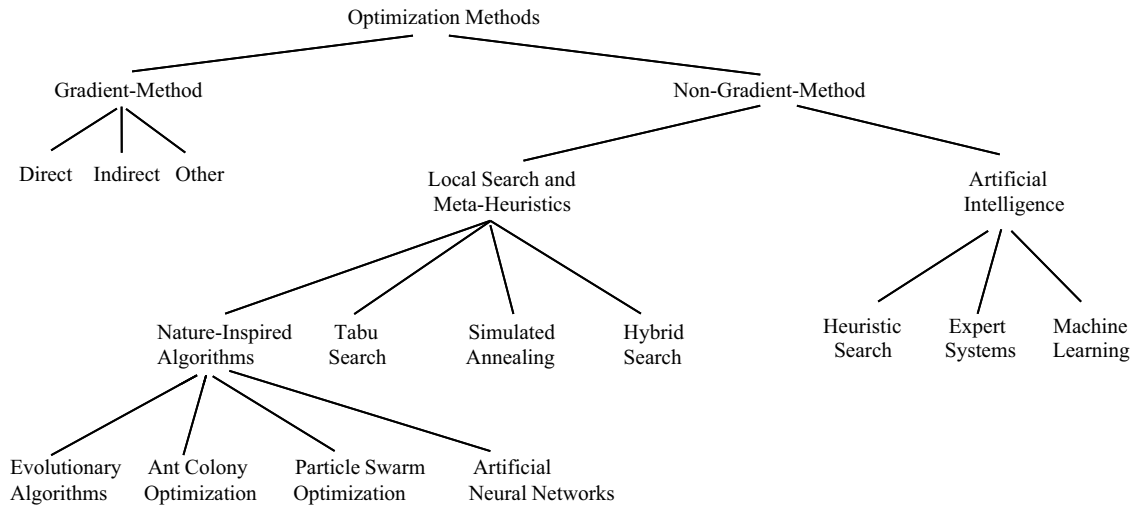 Optimization Methods
Gradient-Method
Non-Gradient-Method
Direct
Indirect
Other
Local Search and
Meta-Heuristics
Artificial
Intelligence
Nature-Inspired
Algorithms
Tabu
Search
Simulated
Annealing
Hybrid
Search
Heuristic
Search
Expert
Systems
Machine
Learning
Evolutionary
Algorithms
Ant Colony
Optimization
Particle Swarm
Optimization
Artificial
Neural Networks